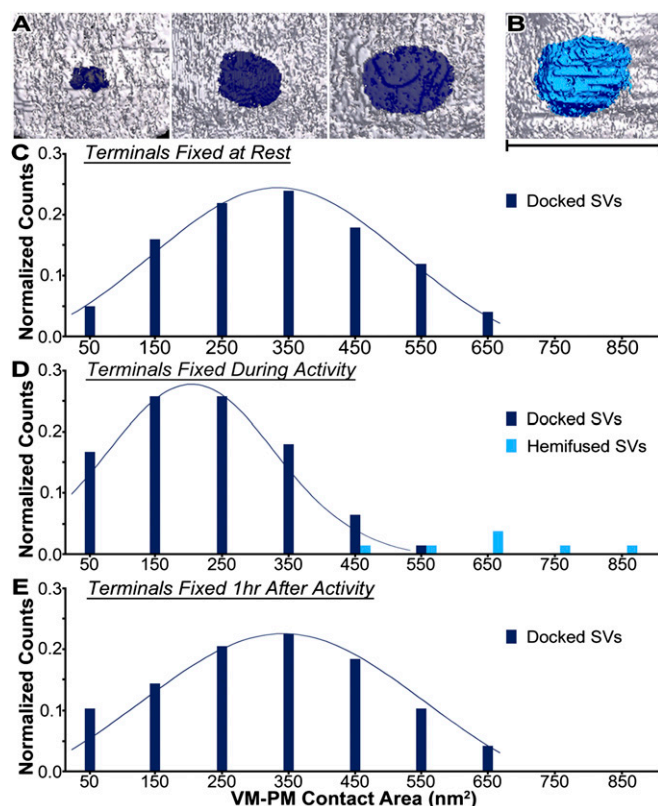 A
B
C
Terminals Fixed at Rest
Normalized Counts
0.3
0.2
0.1
0.0
Docked SVs
50 150 250 350 450 550 650 750 850
D
Terminals Fixed During Activity
Normalized Counts
0.3
0.2
0.1
0.0
Docked SVs
Hemifused SVs
50 150 250 350 450 550 650 750 850
E
Terminals Fixed 1hr After Activity
Normalized Counts
0.3
0.2
0.1
0.0
Docked SVs
50 150 250 350 450 550 650 750 850
VM-PM Contact Area (nm²)